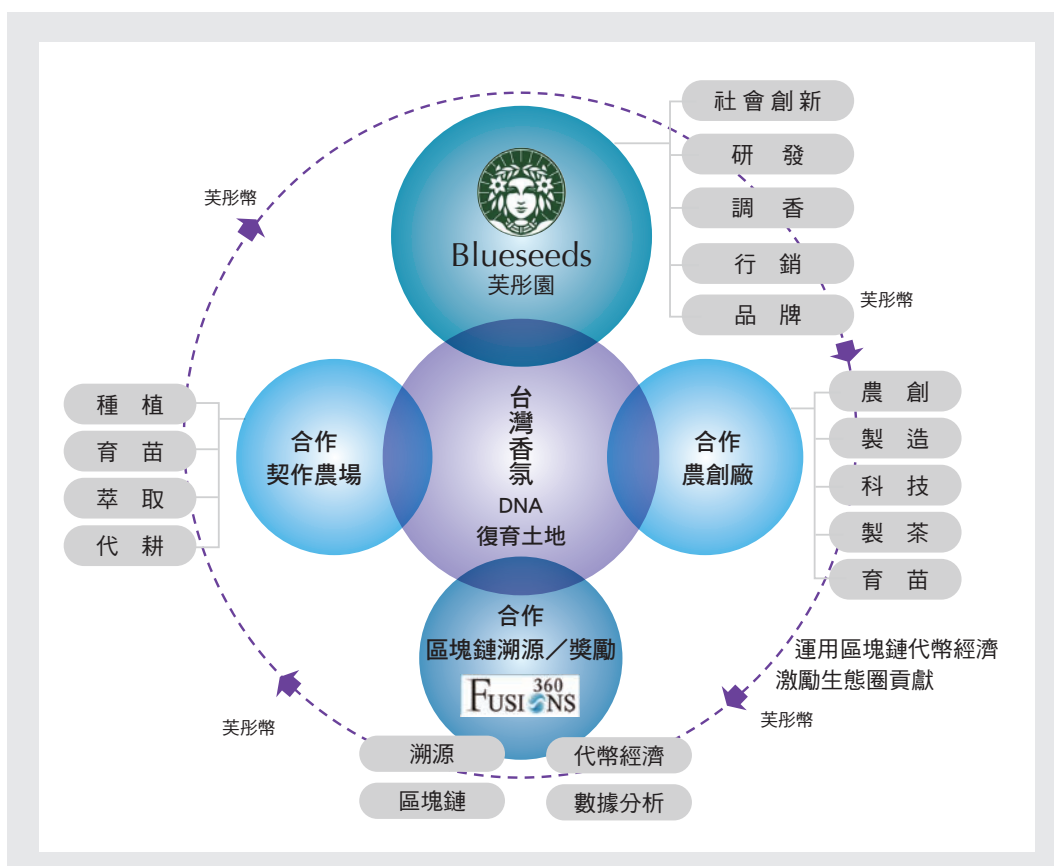 社會創新
研發
調香
行銷
品牌
芙彤幣
Blueseeds
芙彤園
芙彤幣
種植
育苗
萃取
代耕
合作
契作農場
台灣香氛
DNA
復育土地
合作
農創廠
農創
製造
科技
製茶
育苗
合作
區塊鏈溯源／獎勵
FUSIONS 360
運用區塊鏈代幣經濟
激勵生態圈貢獻
芙彤幣
芙彤幣
溯源
代幣經濟
區塊鏈
數據分析